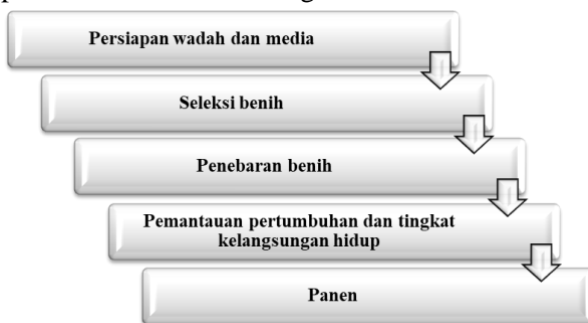 Persiapan wadah dan media
Seleksi benih
Penebaran benih
Pemantauan pertumbuhan dan tingkat
kelangsungan hidup
Panen